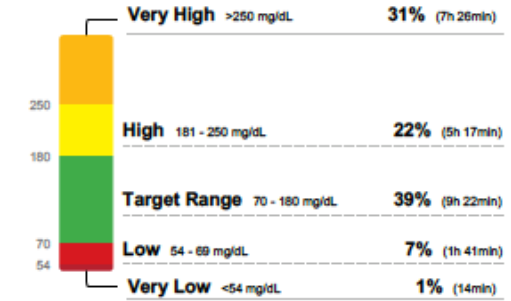 Very High >250 mg/dL 31% (7h 26min)
250
High 181 - 250 mg/dL 22% (5h 17min)
180
Target Range 70 - 180 mg/dL 39% (9h 22min)
70
Low 54 - 69 mg/dL 7% (1h 41min)
54
Very Low <54 mg/dL 1% (14min)